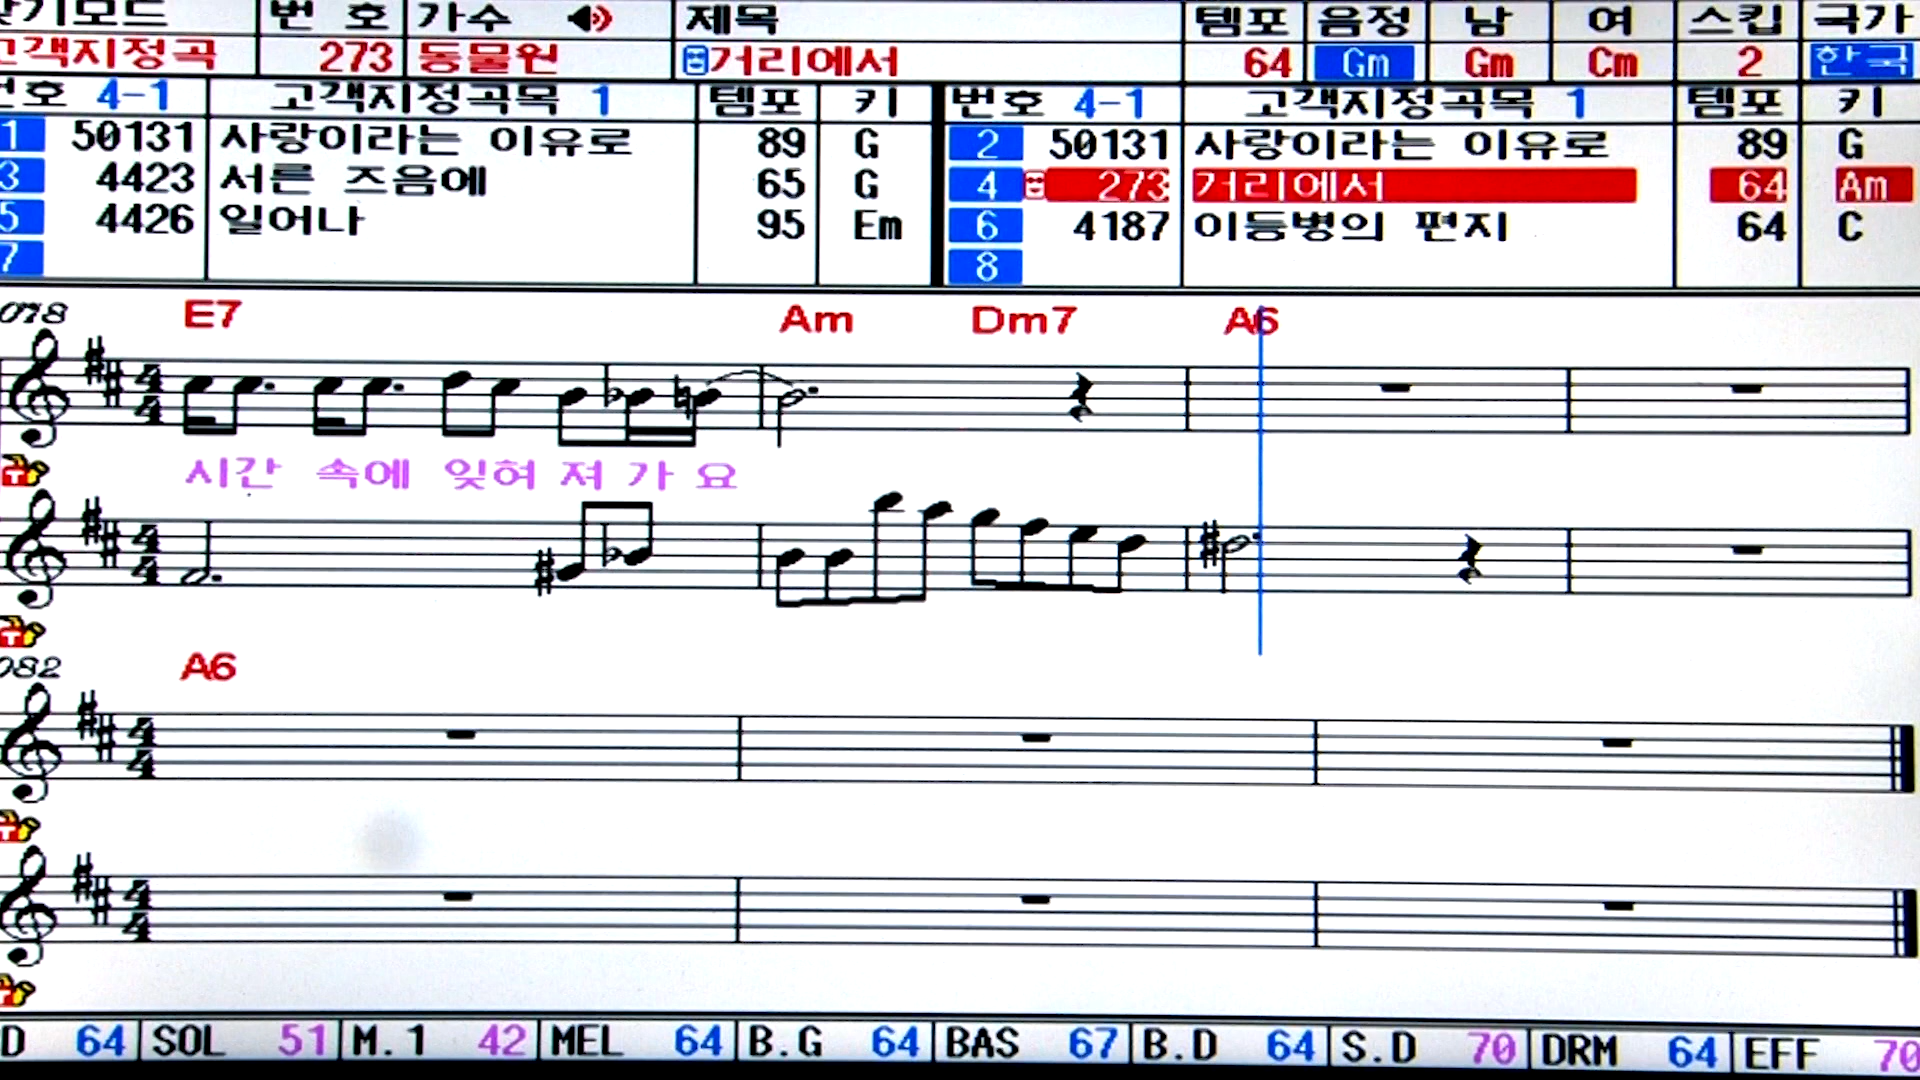 반기모드 번 호 가수 제목 템포 음정 남 여 스킵 국가
고객지정곡 273 동물원 거리에서 64 Gm Gm Cm 2 한국
번호 4-1 고객지정곡목 1 템포 키 번호 4-1 고객지정곡목 1 템포 키
1 50131 사랑이라는 이유로 89 G 2 50131 사랑이라는 이유로 89 G
3 4423 서른 즈음에 65 G 4 273 거리에서 64 Am
5 4426 일어나 95 Em 6 4187 이등병의 편지 64 C
7 8
078 E7 Am Dm7 A6
시간 속에 잊혀 져 가 요
082 A6
D 64 SOL 51 M.1 42 MEL 64 B.G 64 BAS 67 B.D 64 S.D 70 DRM 64 EFF 70